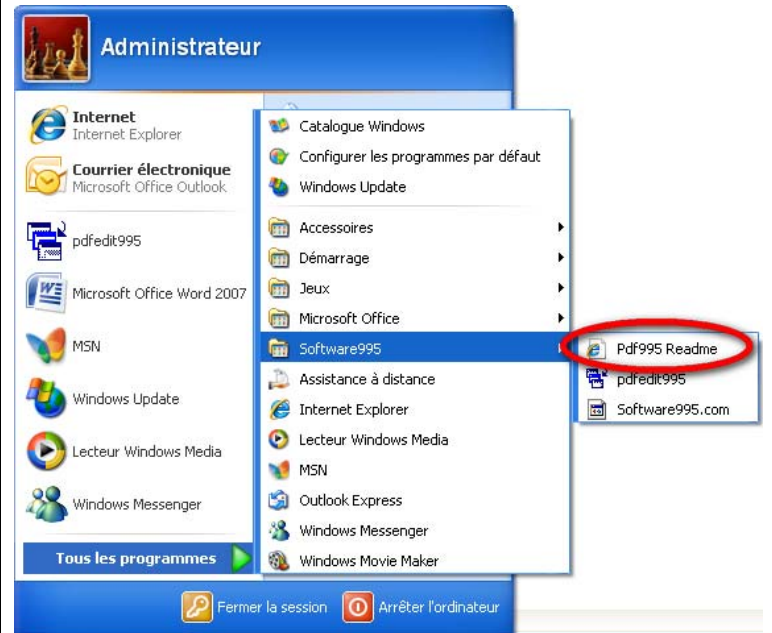 Administrateur
Internet
Internet Explorer
Courrier électronique
Microsoft Office Outlook
pdfedit995
Microsoft Office Word 2007
MSN
Windows Update
Lecteur Windows Media
Windows Messenger
Tous les programmes
Catalogue Windows
Configurer les programmes par défaut
Windows Update
Accessoires
Démarrage
Jeux
Microsoft Office
Software995
Assistance à distance
Internet Explorer
Lecteur Windows Media
MSN
Outlook Express
Windows Messenger
Windows Movie Maker
Pdf995 Readme
pdfedit995
Software995.com
Fermer la session
Arrêter l'ordinateur